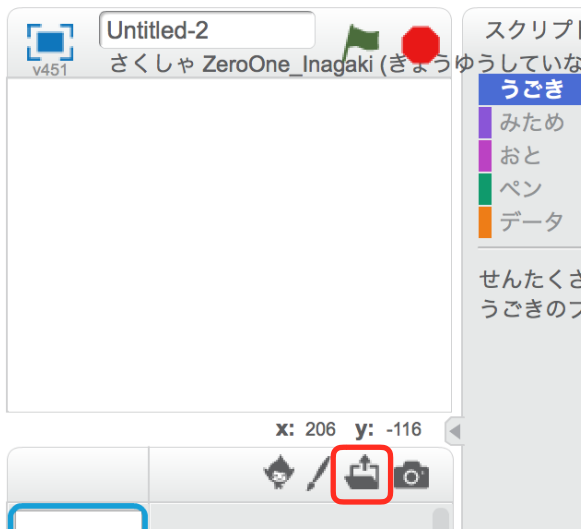 Untitled-2
v451
さくしゃ ZeroOne_Inagaki (きょうゆうしていな
スクリプト
うごき
みため
おと
ペン
データ
せんたくさ
うごきのブ
x: 206 y: -116